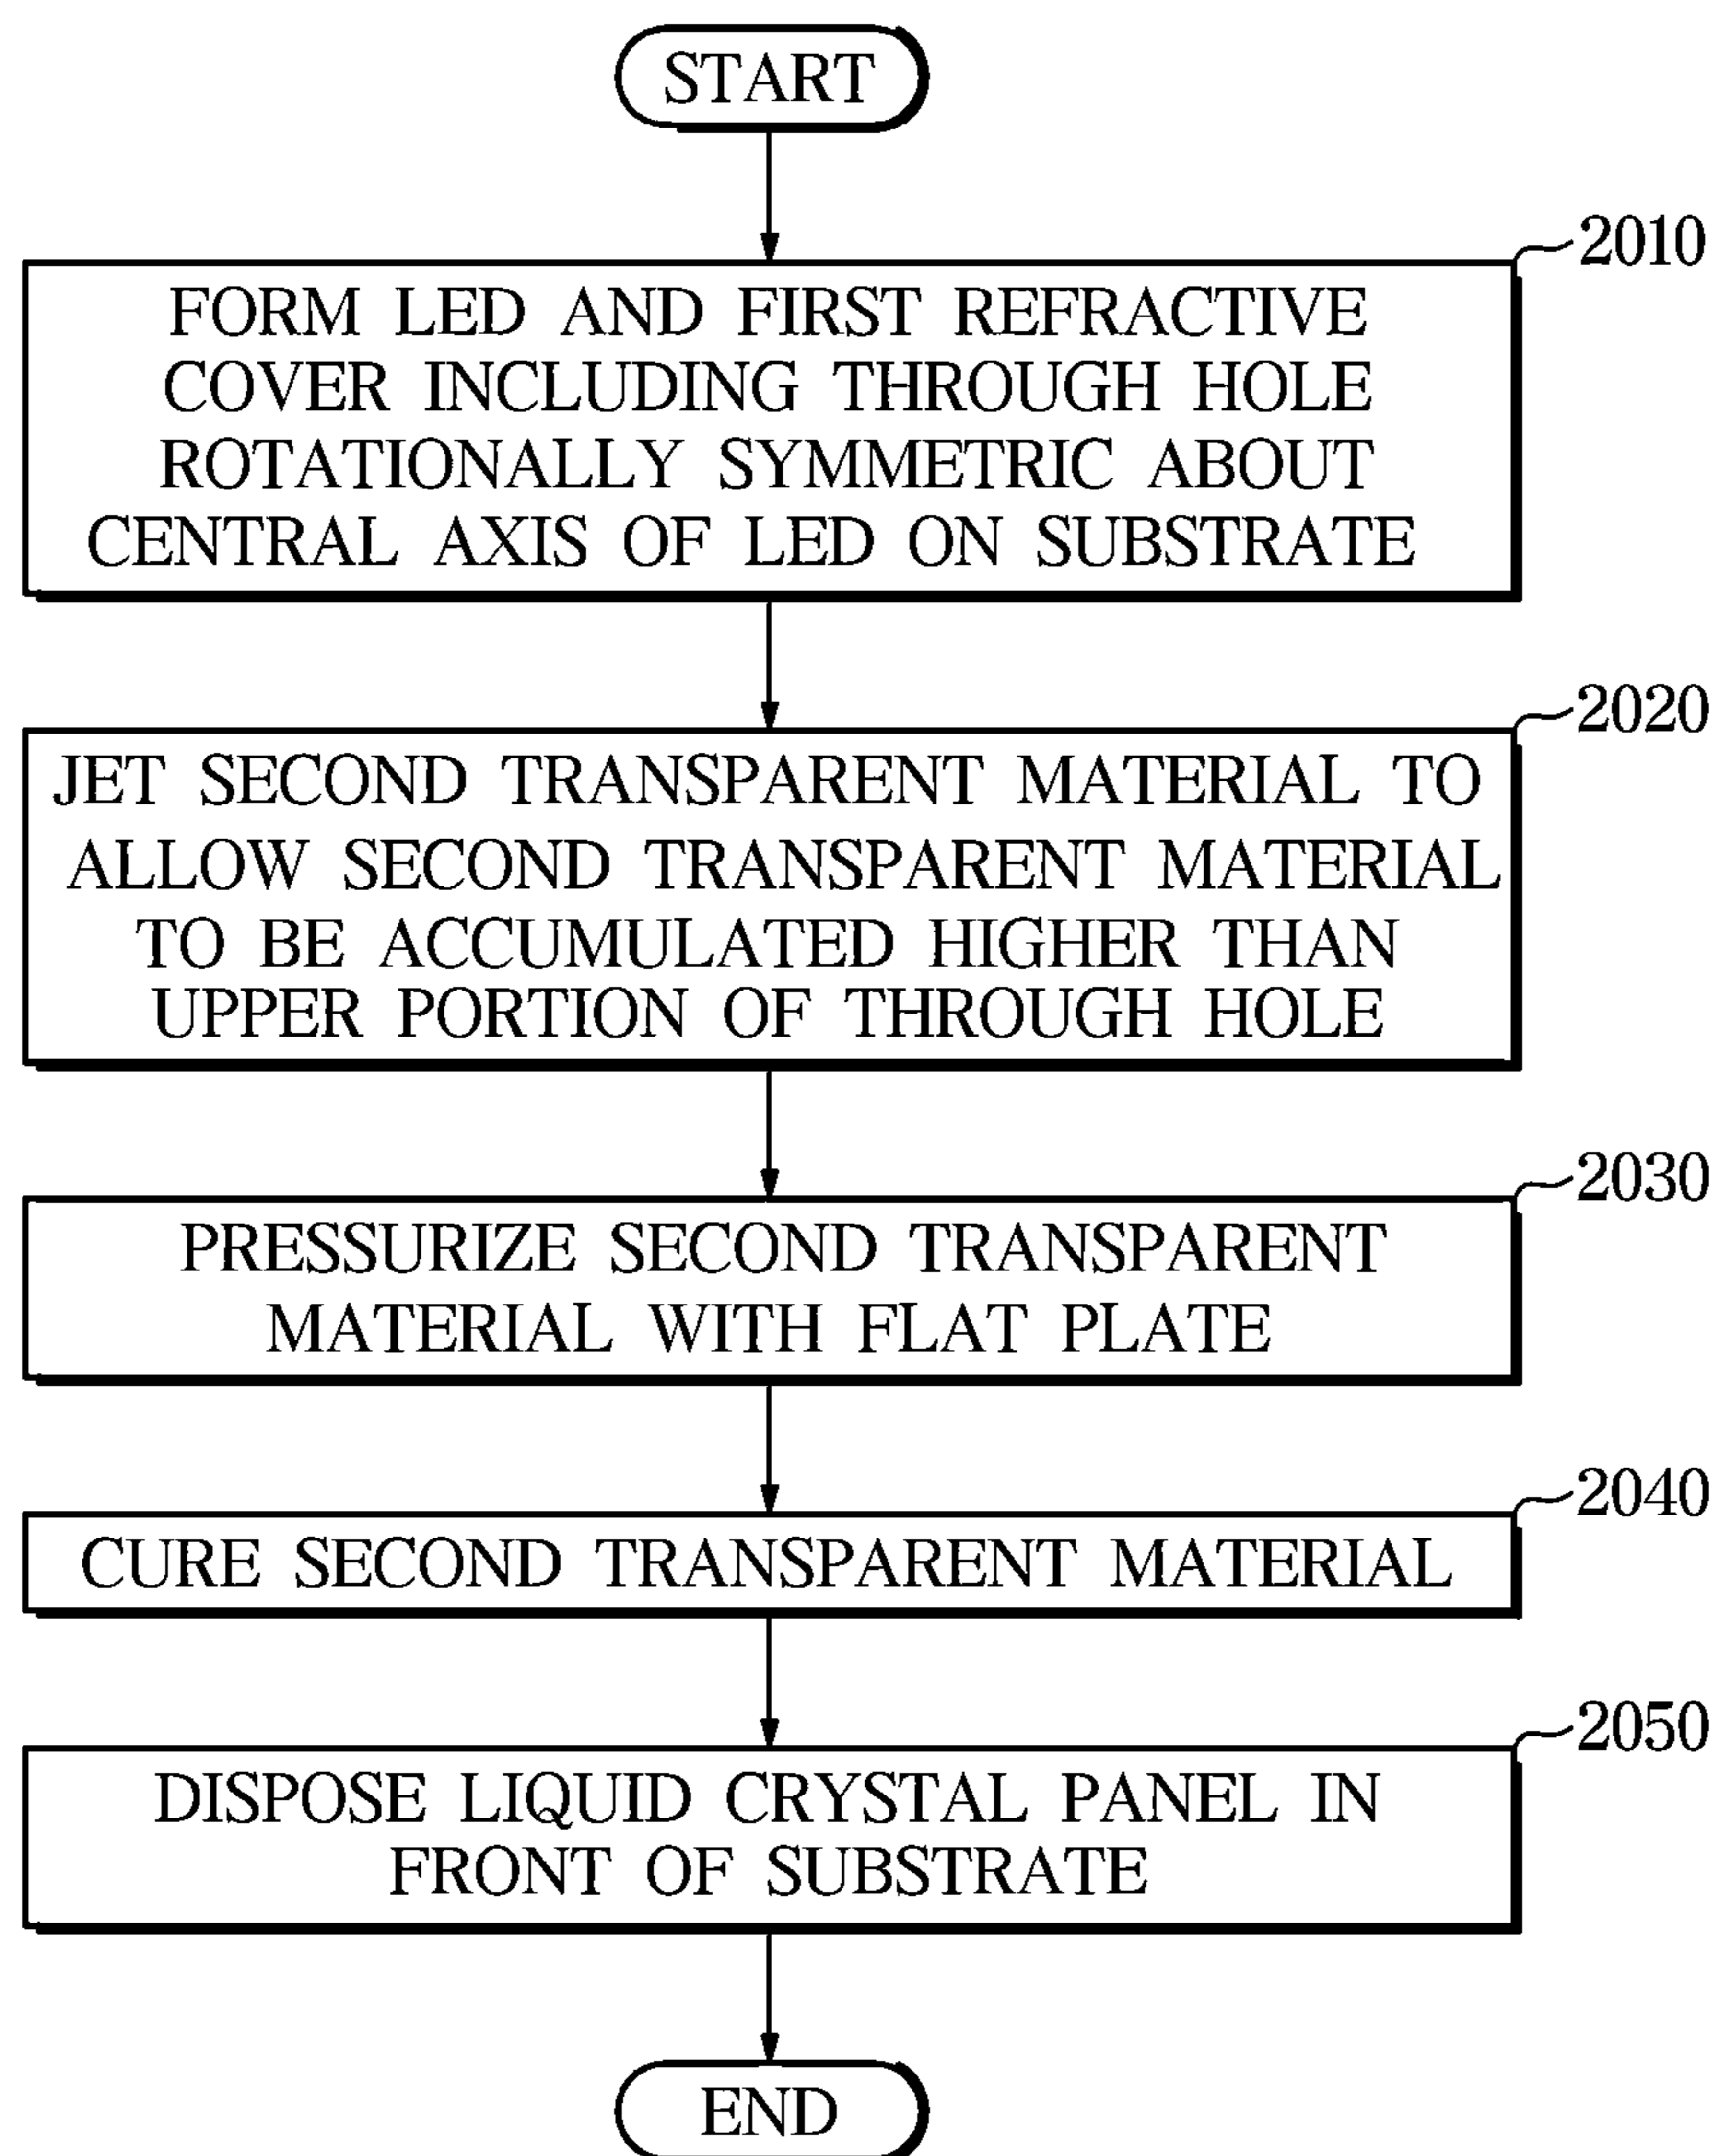 START
2010
FORM LED AND FIRST REFRACTIVE
COVER INCLUDING THROUGH HOLE
ROTATIONALLY SYMMETRIC ABOUT
CENTRAL AXIS OF LED ON SUBSTRATE
2020
JET SECOND TRANSPARENT MATERIAL TO
ALLOW SECOND TRANSPARENT MATERIAL
TO BE ACCUMULATED HIGHER THAN
UPPER PORTION OF THROUGH HOLE
2030
PRESSURIZE SECOND TRANSPARENT
MATERIAL WITH FLAT PLATE
2040
CURE SECOND TRANSPARENT MATERIAL
2050
DISPOSE LIQUID CRYSTAL PANEL IN
FRONT OF SUBSTRATE
END